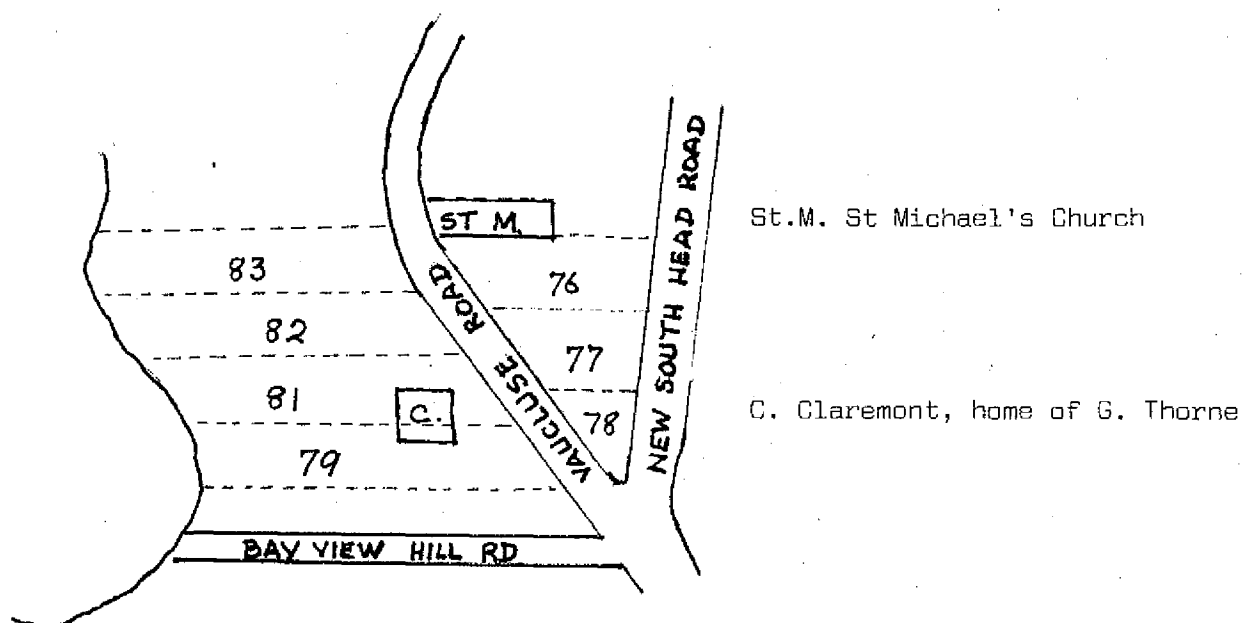 NEW SOUTH HEAD ROAD
ST M.
St.M. St Michael's Church
83
76
VAUCLUSE ROAD
82
77
81
C.
78
C. Claremont, home of G. Thorne
79
BAY VIEW HILL RD